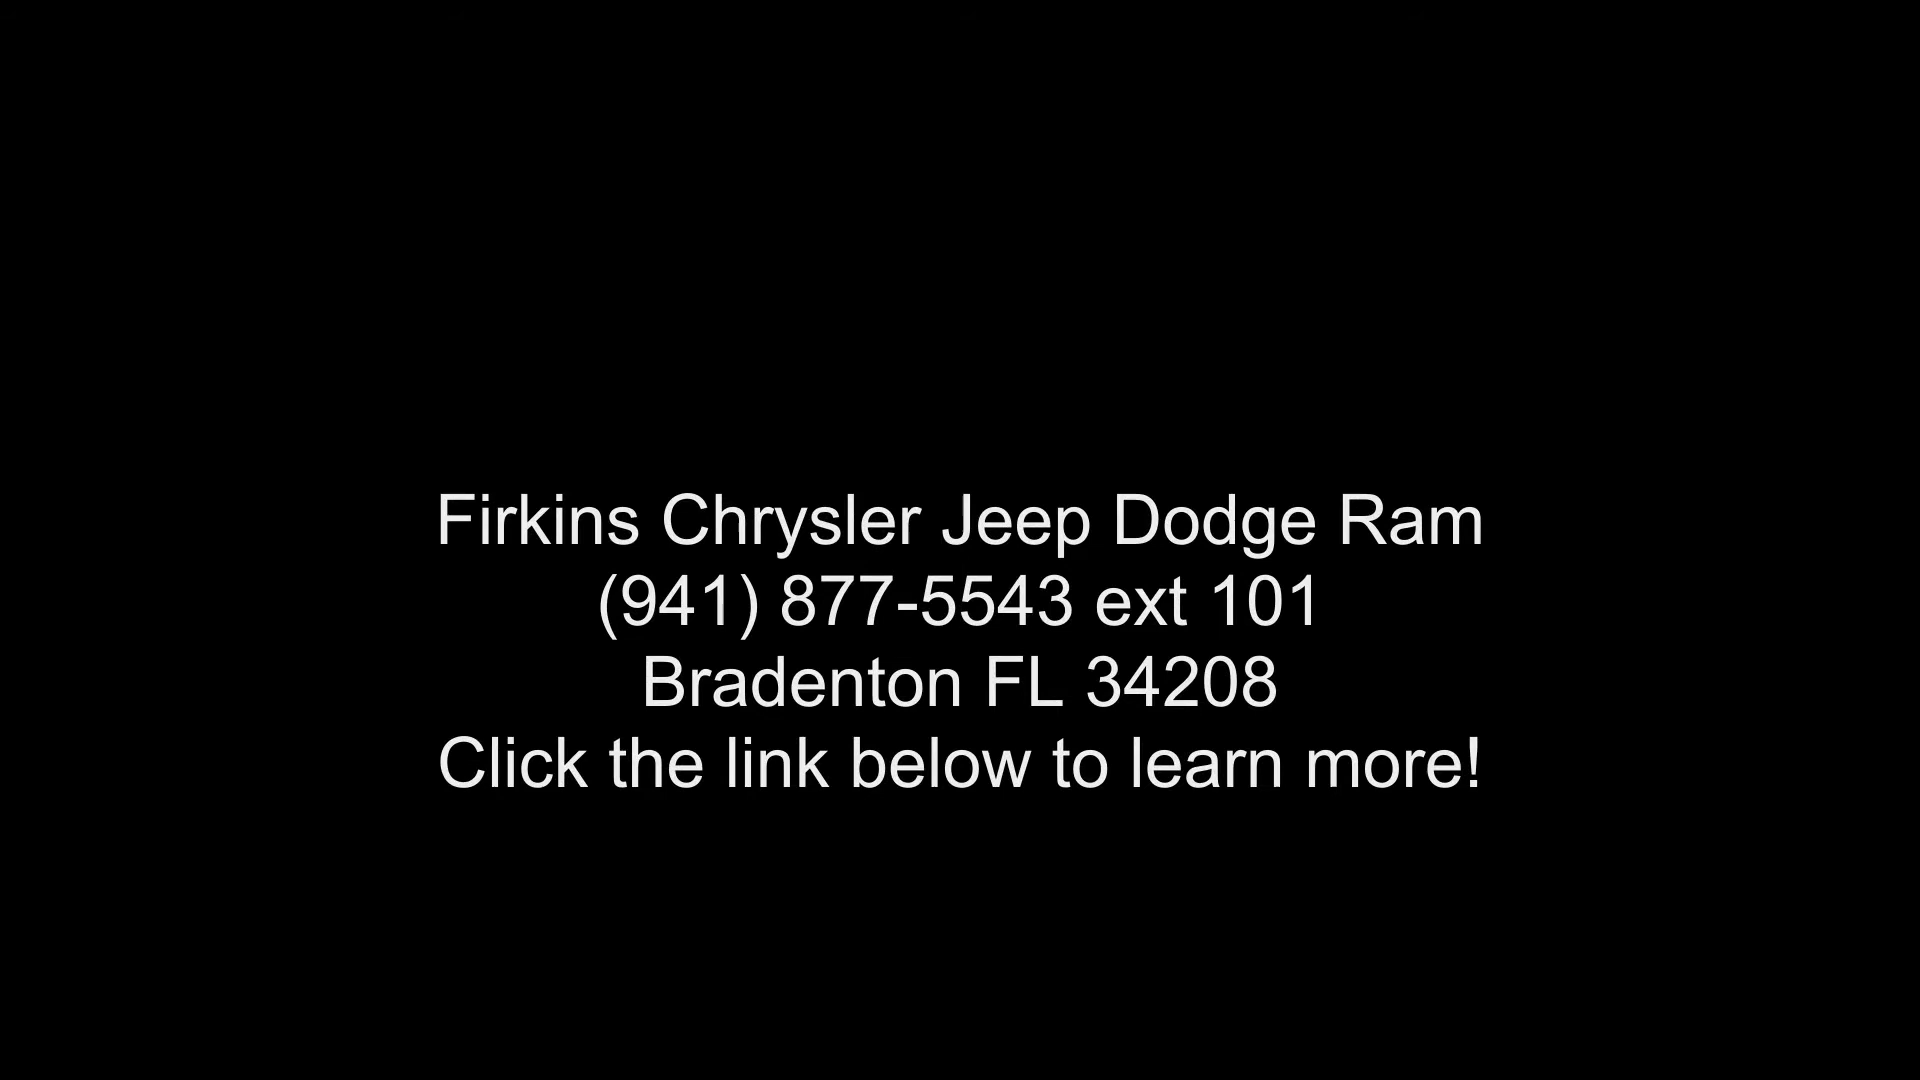 Firkins Chrysler Jeep Dodge Ram
(941) 877-5543 ext 101
Bradenton FL 34208
Click the link below to learn more!